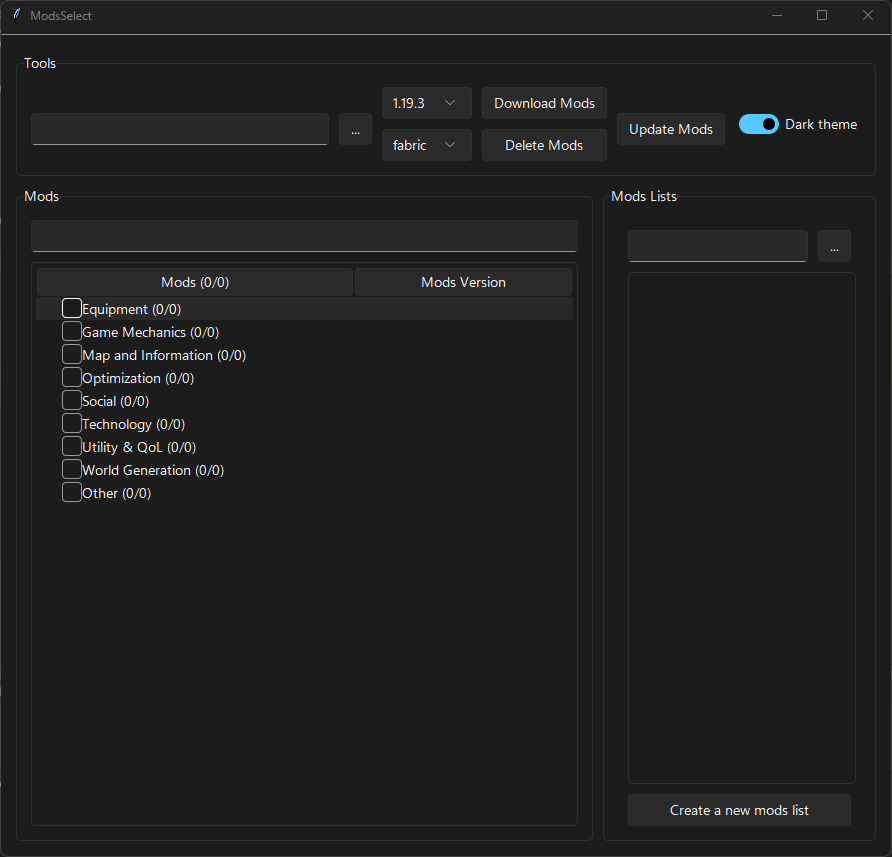 ModsSelect
Tools
...
1.19.3
Download Mods
fabric
Delete Mods
Update Mods
Dark theme
Mods
Mods (0/0)
Mods Version
Equipment (0/0)
Game Mechanics (0/0)
Map and Information (0/0)
Optimization (0/0)
Social (0/0)
Technology (0/0)
Utility & QoL (0/0)
World Generation (0/0)
Other (0/0)
Mods Lists
...
Create a new mods list